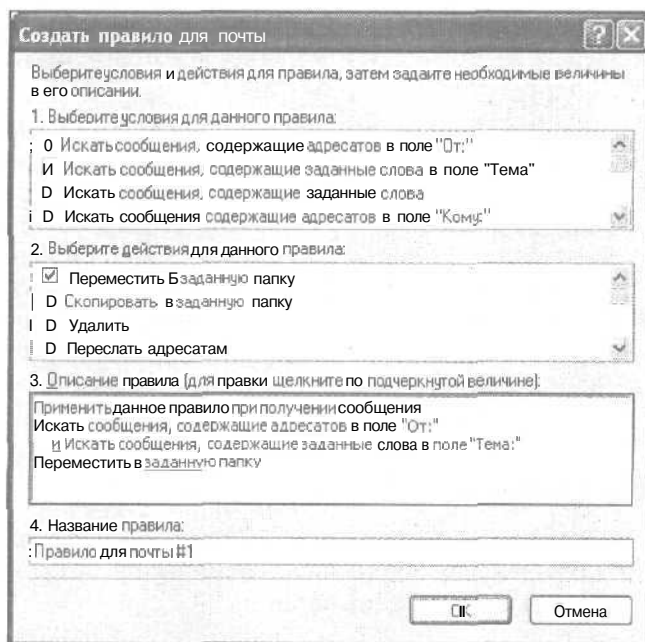 Создать правило для почты
Выберите условия и действия для правила, затем задайте необходимые величины
в его описании.
1. Выберите условия для данного правила:
; 0 Искать сообщения, содержащие адресатов в поле "От:"
И Искать сообщения, содержащие заданные слова в поле "Тема"
D Искать сообщения, содержащие заданные слова
i D Искать сообщения содержащие адресатов в поле "Кому:"
2. Выберите действия для данного правила:
Переместить Б заданную папку
| D Скопировать в заданную папку
I D Удалить
D Переслать адресатам
3. Описание правила (для правки щелкните по подчеркнутой величине):
Применить данное правило при получении сообщения
Искать сообщения, содержащие адресатов в поле "От:"
и Искать сообщения, содержащие заданные слова в поле "Тема:"
Переместить в заданную папку
4. Название правила:
:Правило для почты #1
Отмена